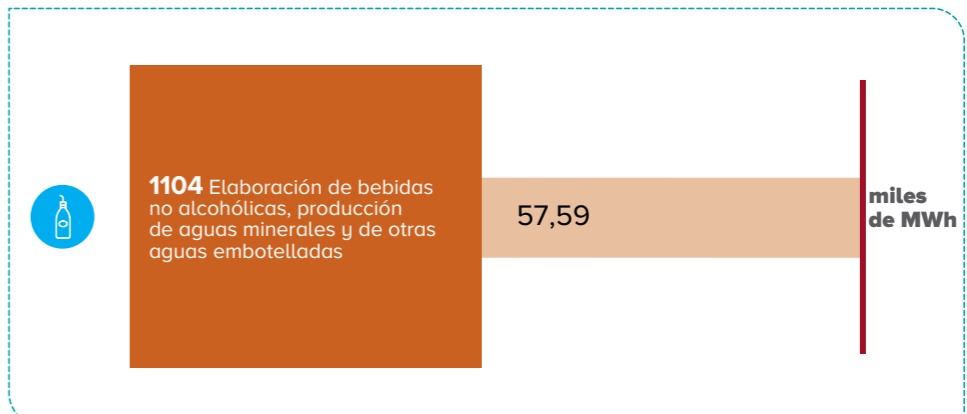 1104 Elaboración de bebidas
no alcohólicas, producción
de aguas minerales y de otras
aguas embotelladas
57,59
miles
de MWh